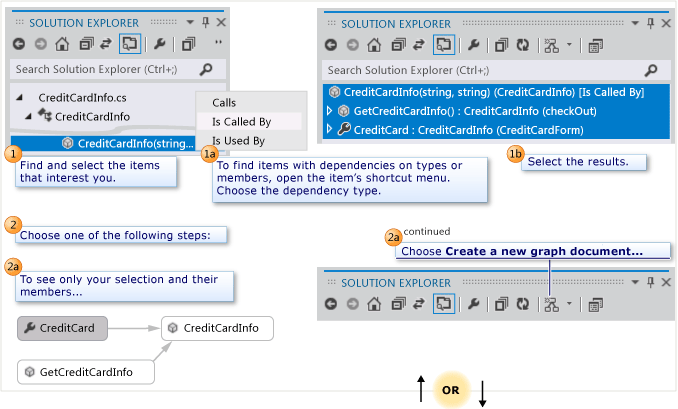 SOLUTION EXPLORER
Search Solution Explorer (Ctrl+;)
CreditCardInfo.cs
CreditCardInfo
CreditCardInfo(string...
Calls
Is Called By
Is Used By
1
Find and select the items
that interest you.
1a
To find items with dependencies on types or
members, open the item's shortcut menu.
Choose the dependency type.
SOLUTION EXPLORER
Search Solution Explorer (Ctrl+;)
CreditCardInfo(string, string) (CreditCardInfo) [Is Called By]
GetCreditCardInfo() : CreditCardInfo (checkOut)
CreditCard : CreditCardInfo (CreditCardForm)
1b
Select the results.
2
Choose one of the following steps:
2a
To see only your selection and their
members...
CreditCard
CreditCardInfo
GetCreditCardInfo
2a continued
Choose Create a new graph document...
SOLUTION EXPLORER
OR